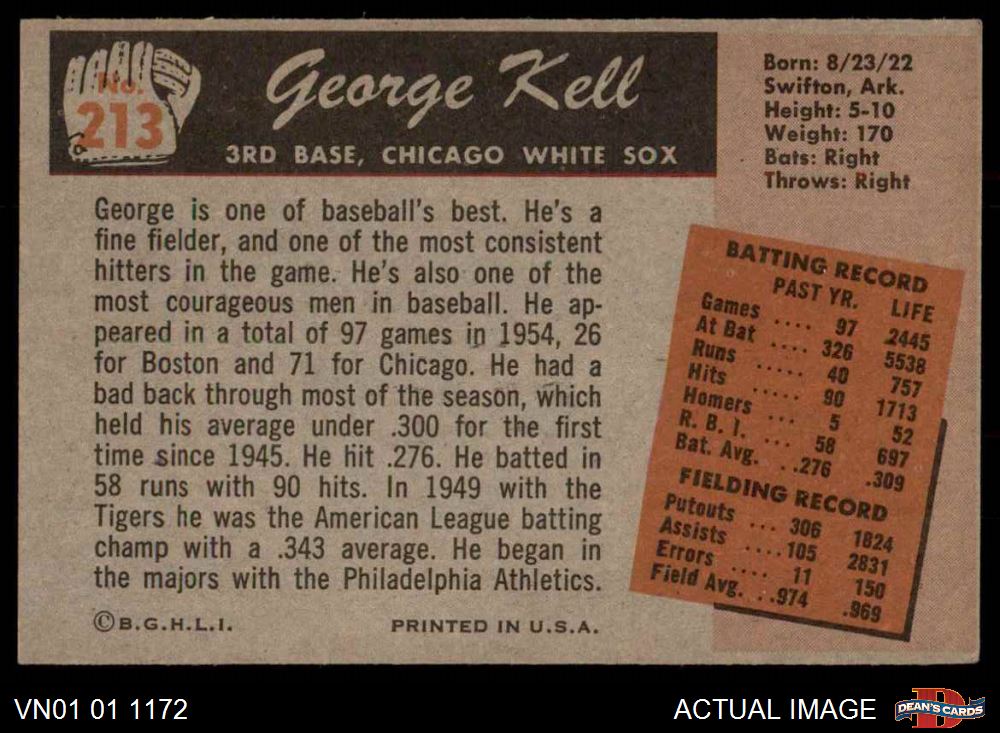 No.
213
George Kell
3RD BASE, CHICAGO WHITE SOX
Born: 8/23/22
Swifton, Ark.
Height: 5-10
Weight: 170
Bats: Right
Throws: Right
George is one of baseball's best. He's a
fine fielder, and one of the most consistent
hitters in the game. He's also one of the
most courageous men in baseball. He ap-
peared in a total of 97 games in 1954, 26
for Boston and 71 for Chicago. He had a
bad back through most of the season, which
held his average under .300 for the first
time since 1945. He hit .276. He batted in
58 runs with 90 hits. In 1949 with the
Tigers he was the American League batting
champ with a .343 average. He began in
the majors with the Philadelphia Athletics.
BATTING RECORD
PAST YR. LIFE
Games .... 97 2445
At Bat .... 326 5538
Runs ..... 40 757
Hits ..... 90 1713
Homers ... 5 52
R. B. I. ... 58 697
Bat. Avg. ..276 .309
FIELDING RECORD
Putouts ... 306 1824
Assists ....105 2831
Errors .... 11 150
Field Avg. ..974 .969
©B.G.H.L.I.
PRINTED IN U.S.A.
VN01 01 1172
ACTUAL IMAGE
DEAN'S CARDS